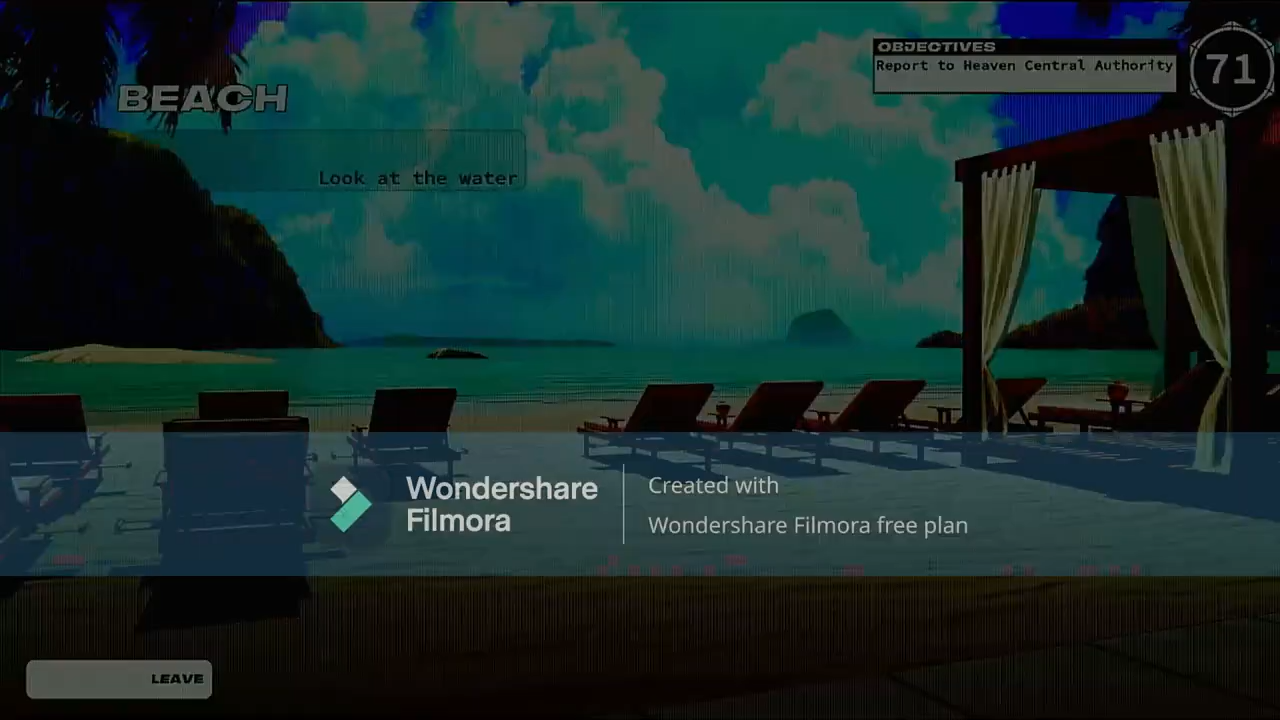 OBJECTIVES
Report to Heaven Central Authority
71
BEACH
Look at the water
Wondershare
Filmora
Created with
Wondershare Filmora free plan
LEAVE